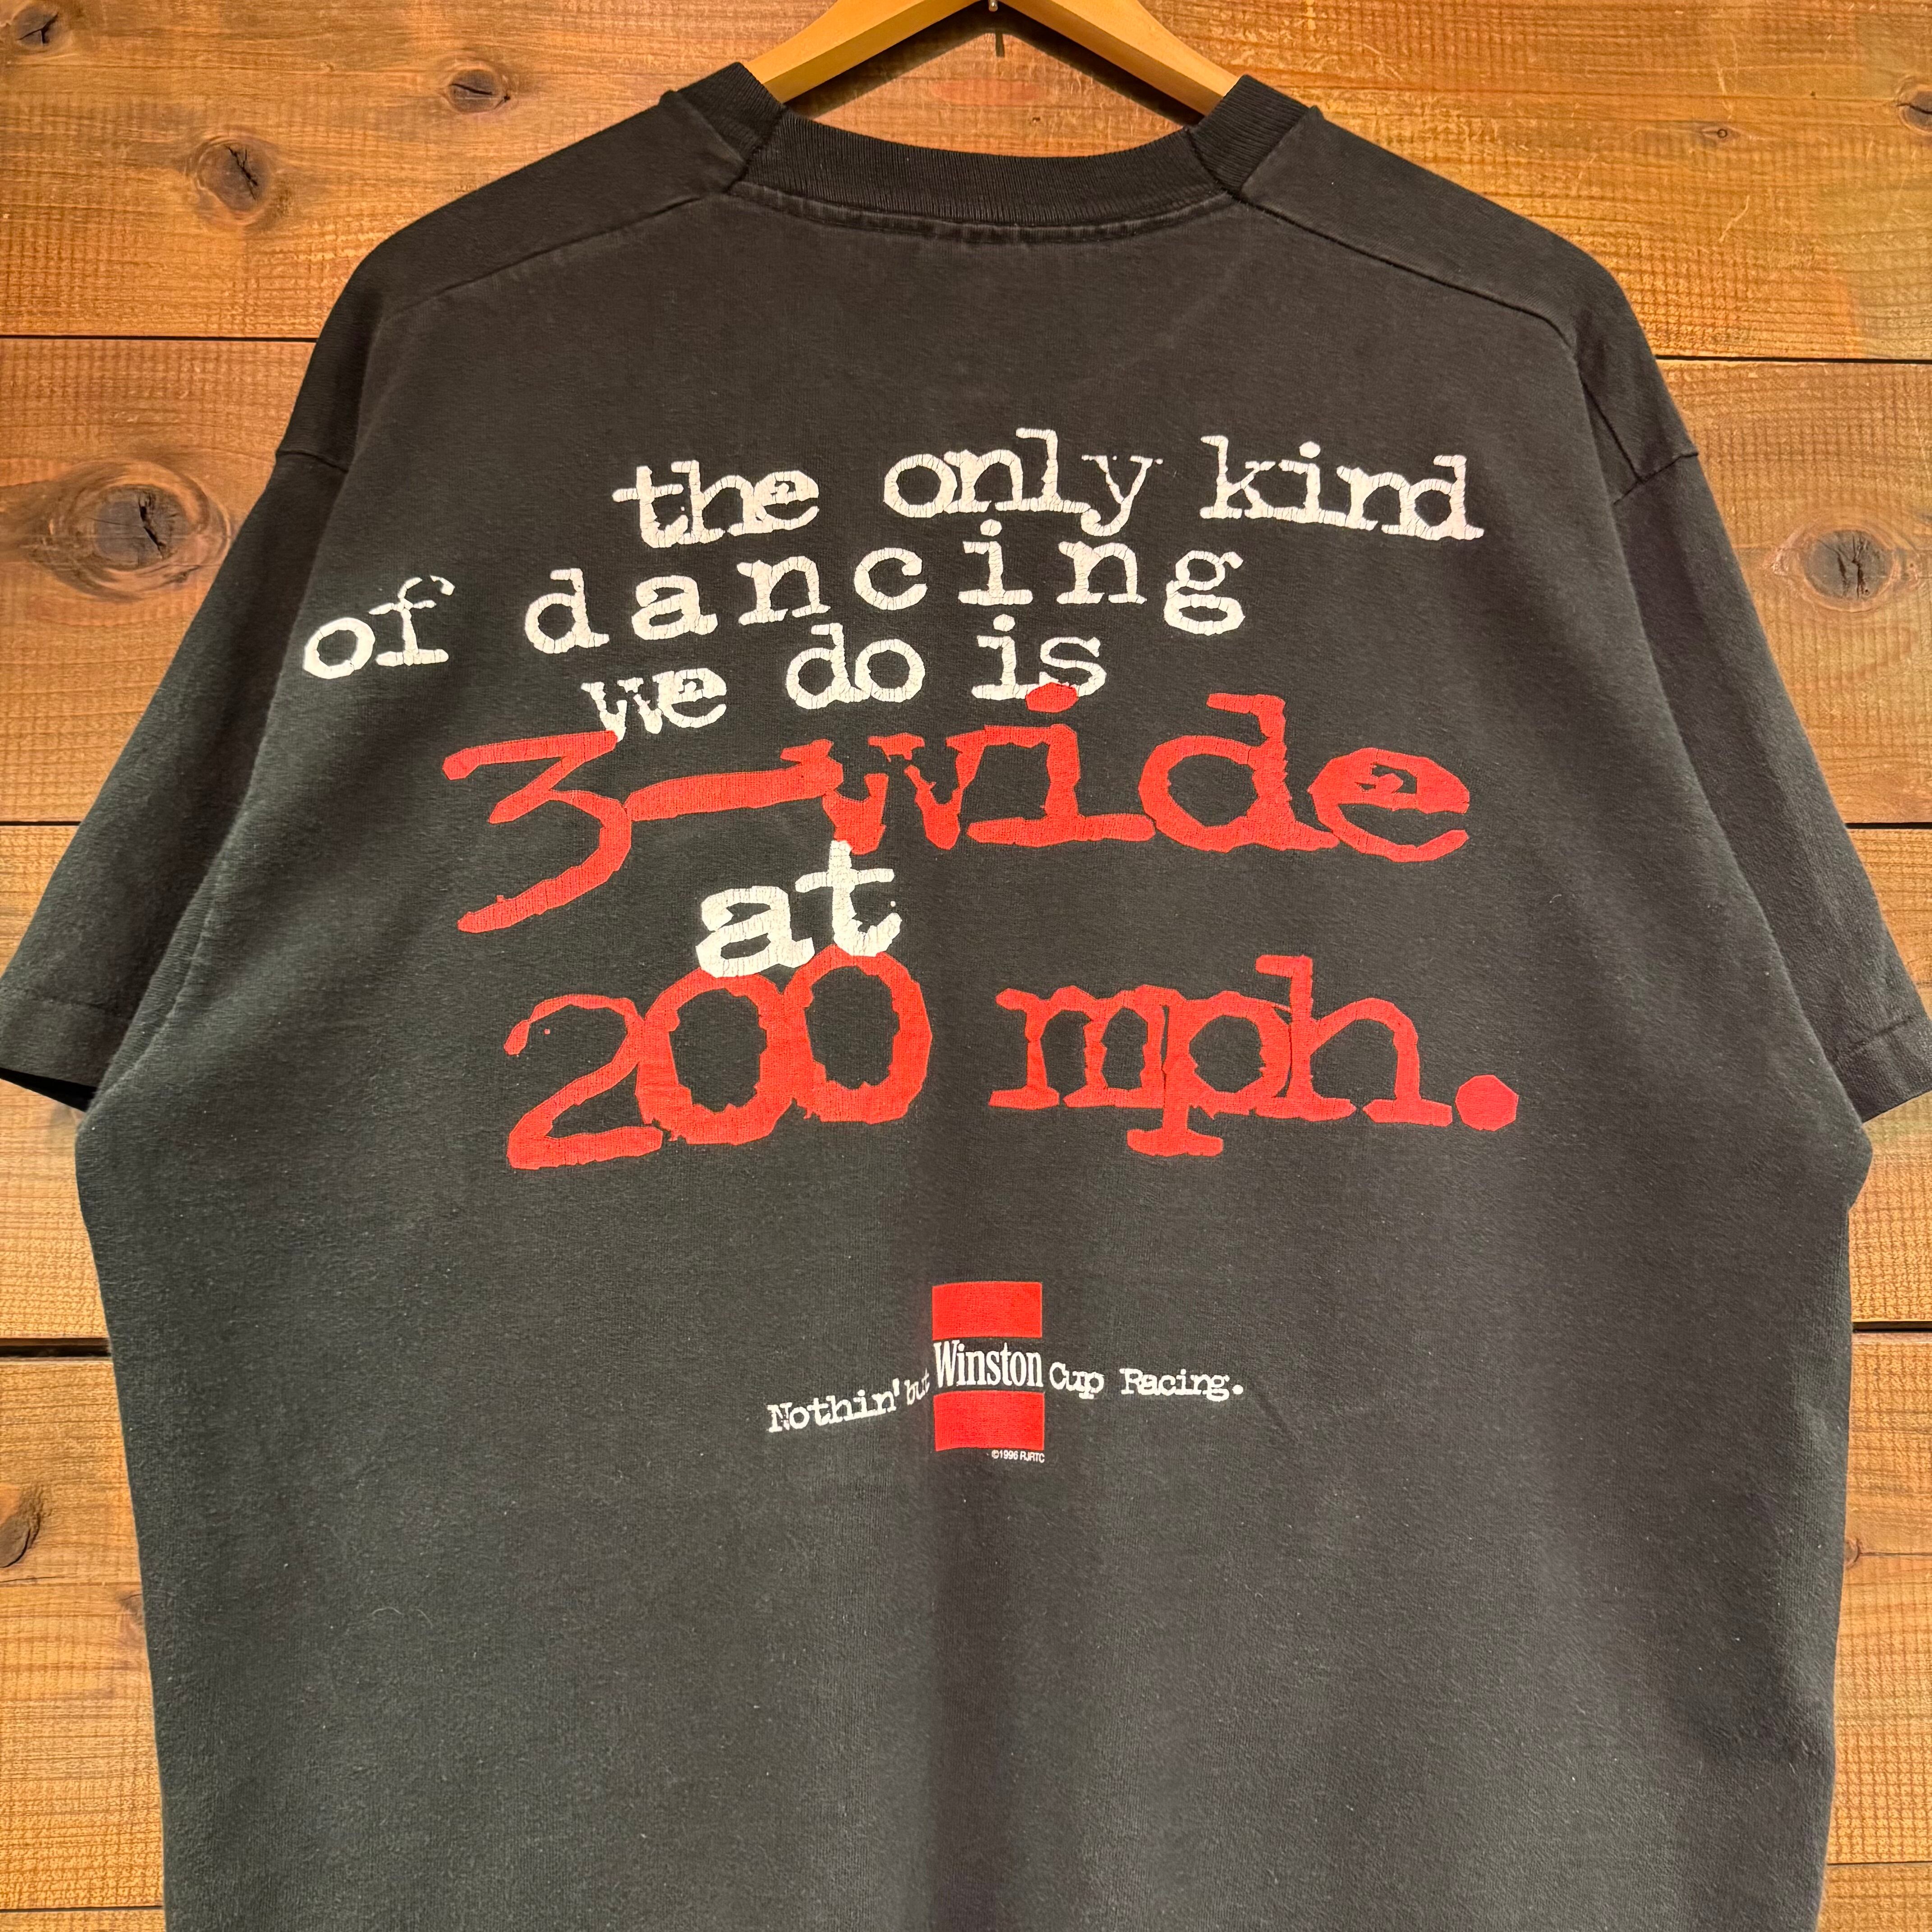 the only kind
of dancing
we do is
3-wide
at
200 mph.
Nothin' but Winston Cup Racing.
©1996 RJRTC